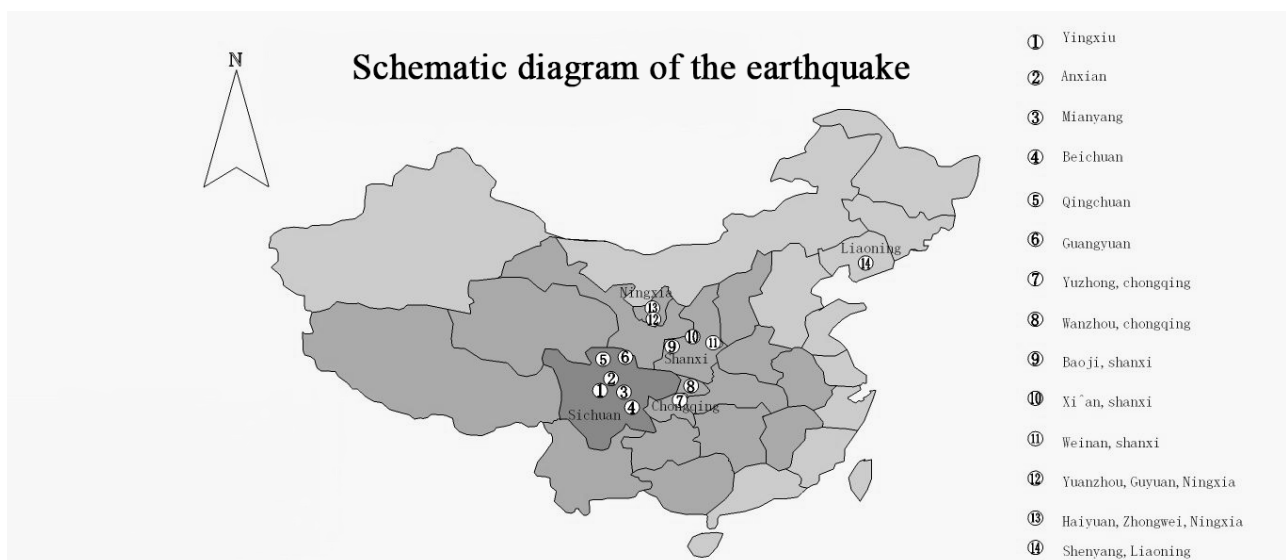 N
Schematic diagram of the earthquake
① Yingxiu
② Anxian
③ Mianyang
④ Beichuan
⑤ Qingchuan
⑥ Guangyuan
⑦ Yuzhong, chongqing
⑧ Wanzhou, chongqing
⑨ Baoji, shanxi
⑩ Xi´an, shanxi
⑪ Weinan, shanxi
⑫ Yuanzhou, Guyuan, Ningxia
⑬ Haiyuan, Zhongwei, Ningxia
⑭ Shenyang, Liaoning
Liaoning
⑭
Ningxia
⑬
⑫
⑩
⑪
⑨
Shanxi
⑤ ⑥
②
① ③
⑧
⑦
Chongqing
④
Sichuan